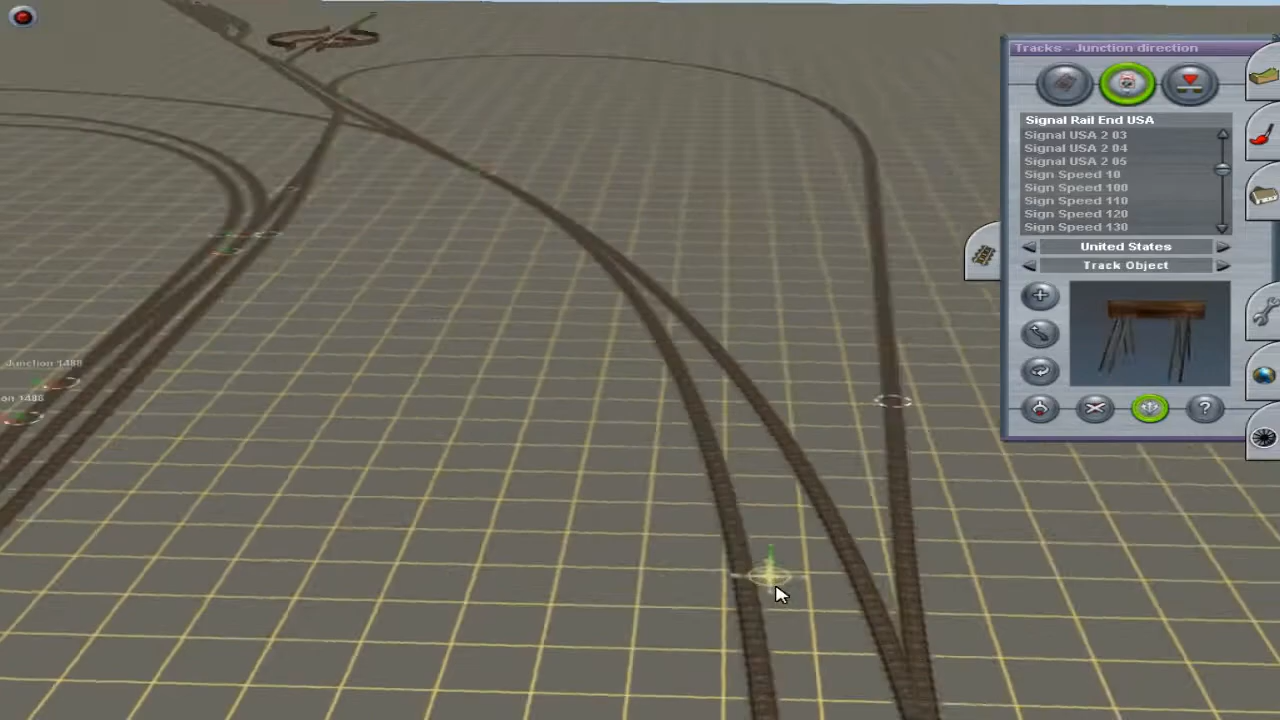 Tracks - Junction direction
Signal Rail End USA
Signal USA 2 03
Signal USA 2 04
Signal USA 2 05
Sign Speed 10
Sign Speed 100
Sign Speed 110
Sign Speed 120
Sign Speed 130
United States
Track Object
?
Junction 1488
on 1486